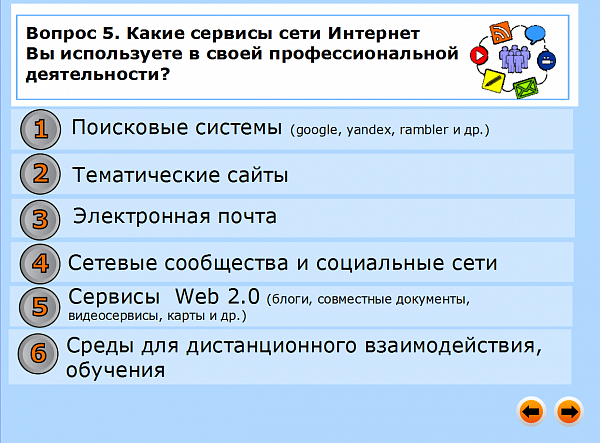 Вопрос 5. Какие сервисы сети Интернет
Вы используете в своей профессиональной
деятельности?
1 Поисковые системы (google, yandex, rambler и др.)
2 Тематические сайты
3 Электронная почта
4 Сетевые сообщества и социальные сети
5 Сервисы Web 2.0 (блоги, совместные документы,
видеосервисы, карты и др.)
6 Среды для дистанционного взаимодействия,
обучения